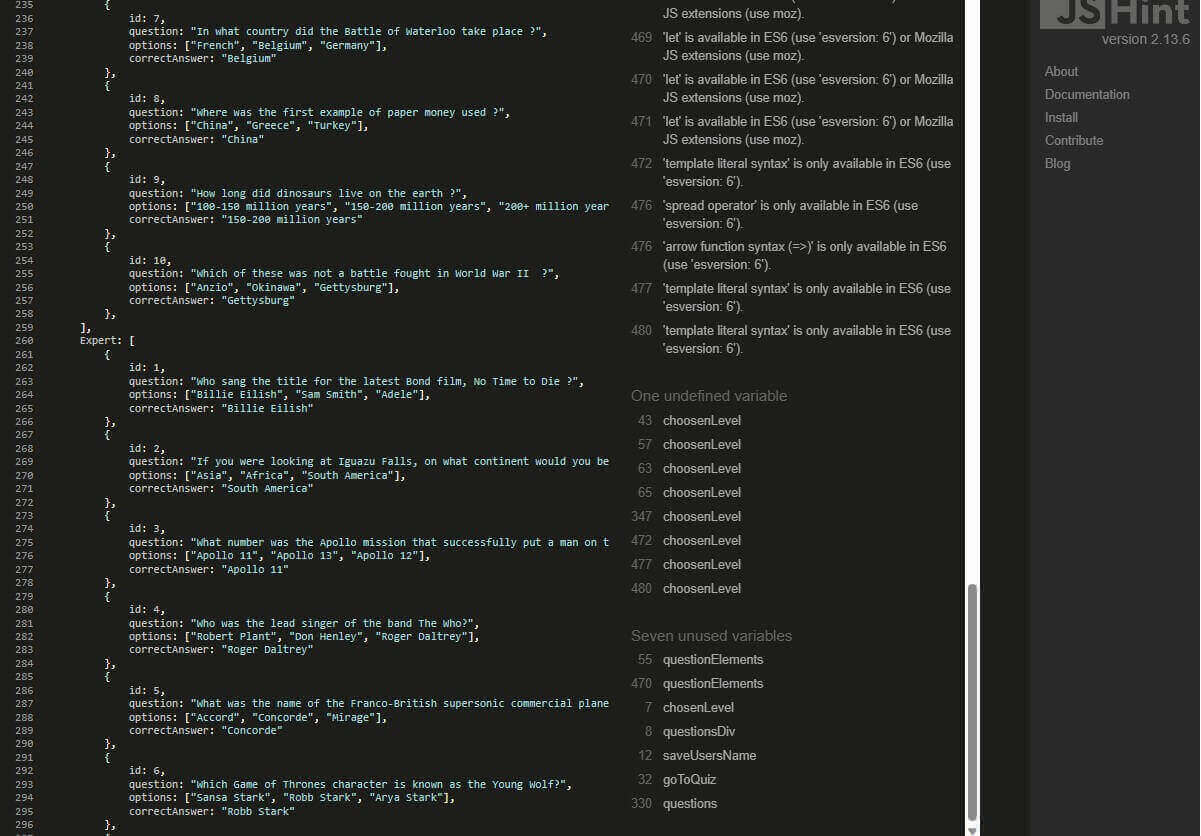 235 {
236 id: 7,
237 question: "In what country did the Battle of Waterloo take place ?",
238 options: ["French", "Belgium", "Germany"],
239 correctAnswer: "Belgium"
240 },
241 {
242 id: 8,
243 question: "Where was the first example of paper money used ?",
244 options: ["China", "Greece", "Turkey"],
245 correctAnswer: "China"
246 },
247 {
248 id: 9,
249 question: "How long did dinosaurs live on the earth ?",
250 options: ["100-150 million years", "150-200 million years", "200+ million year
251 correctAnswer: "150-200 million years"
252 },
253 {
254 id: 10,
255 question: "Which of these was not a battle fought in World War II  ?",
256 options: ["Anzio", "Okinawa", "Gettysburg"],
257 correctAnswer: "Gettysburg"
258 },
259 ],
260 Expert: [
261 {
262 id: 1,
263 question: "Who sang the title for the latest Bond film, No Time to Die ?",
264 options: ["Billie Eilish", "Sam Smith", "Adele"],
265 correctAnswer: "Billie Eilish"
266 },
267 {
268 id: 2,
269 question: "If you were looking at Iguazu Falls, on what continent would you be
270 options: ["Asia", "Africa", "South America"],
271 correctAnswer: "South America"
272 },
273 {
274 id: 3,
275 question: "What number was the Apollo mission that successfully put a man on t
276 options: ["Apollo 11", "Apollo 13", "Apollo 12"],
277 correctAnswer: "Apollo 11"
278 },
279 {
280 id: 4,
281 question: "Who was the lead singer of the band The Who?",
282 options: ["Robert Plant", "Don Henley", "Roger Daltrey"],
283 correctAnswer: "Roger Daltrey"
284 },
285 {
286 id: 5,
287 question: "What was the name of the Franco-British supersonic commercial plane
288 options: ["Accord", "Concorde", "Mirage"],
289 correctAnswer: "Concorde"
290 },
291 {
292 id: 6,
293 question: "Which Game of Thrones character is known as the Young Wolf?",
294 options: ["Sansa Stark", "Robb Stark", "Arya Stark"],
295 correctAnswer: "Robb Stark"
296 },
JS extensions (use moz).
469 'let' is available in ES6 (use 'esversion: 6') or Mozilla
JS extensions (use moz).
470 'let' is available in ES6 (use 'esversion: 6') or Mozilla
JS extensions (use moz).
471 'let' is available in ES6 (use 'esversion: 6') or Mozilla
JS extensions (use moz).
472 'template literal syntax' is only available in ES6 (use
'esversion: 6').
476 'spread operator' is only available in ES6 (use
'esversion: 6').
476 'arrow function syntax (=>)' is only available in ES6
(use 'esversion: 6').
477 'template literal syntax' is only available in ES6 (use
'esversion: 6').
480 'template literal syntax' is only available in ES6 (use
'esversion: 6').
One undefined variable
43 choosenLevel
57 choosenLevel
63 choosenLevel
65 choosenLevel
347 choosenLevel
472 choosenLevel
477 choosenLevel
480 choosenLevel
Seven unused variables
55 questionElements
470 questionElements
7 chosenLevel
8 questionsDiv
12 saveUsersName
32 goToQuiz
330 questions
JSHint
version 2.13.6
About
Documentation
Install
Contribute
Blog